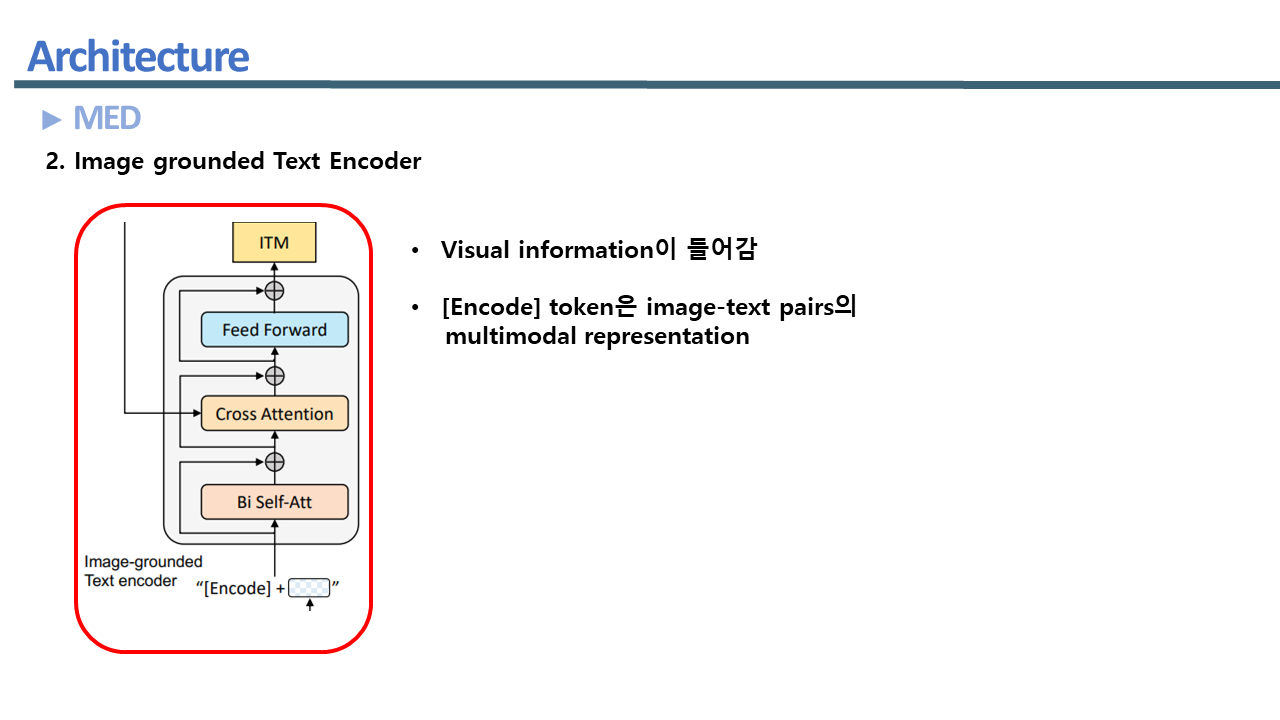 Architecture
► MED
2. Image grounded Text Encoder
ITM
Feed Forward
Cross Attention
Bi Self-Att
Image-grounded
Text encoder
“[Encode] + ”
• Visual information이 들어감
• [Encode] token은 image-text pairs의
multimodal representation